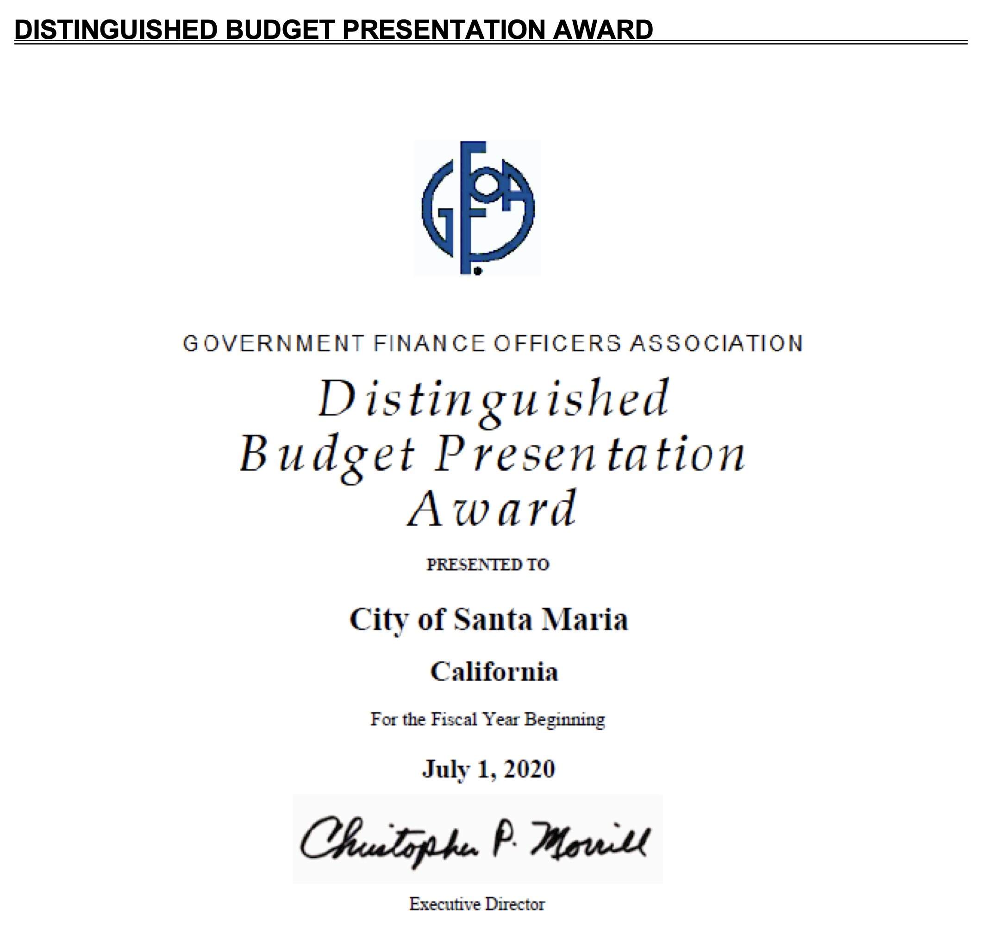 DISTINGUISHED BUDGET PRESENTATION AWARD
GFOA
GOVERNMENT FINANCE OFFICERS ASSOCIATION
Distinguished
Budget Presentation
Award
PRESENTED TO
City of Santa Maria
California
For the Fiscal Year Beginning
July 1, 2020
Christopher P. Morrill
Executive Director